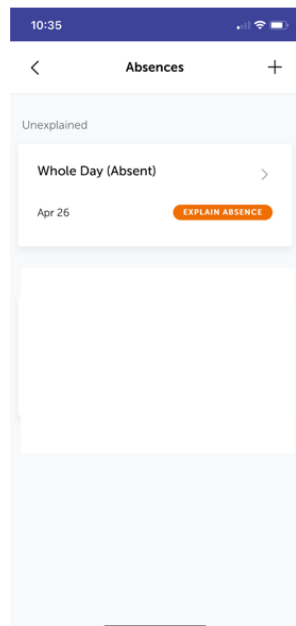 10:35
Absences
Unexplained
Whole Day (Absent)
Apr 26
EXPLAIN ABSENCE